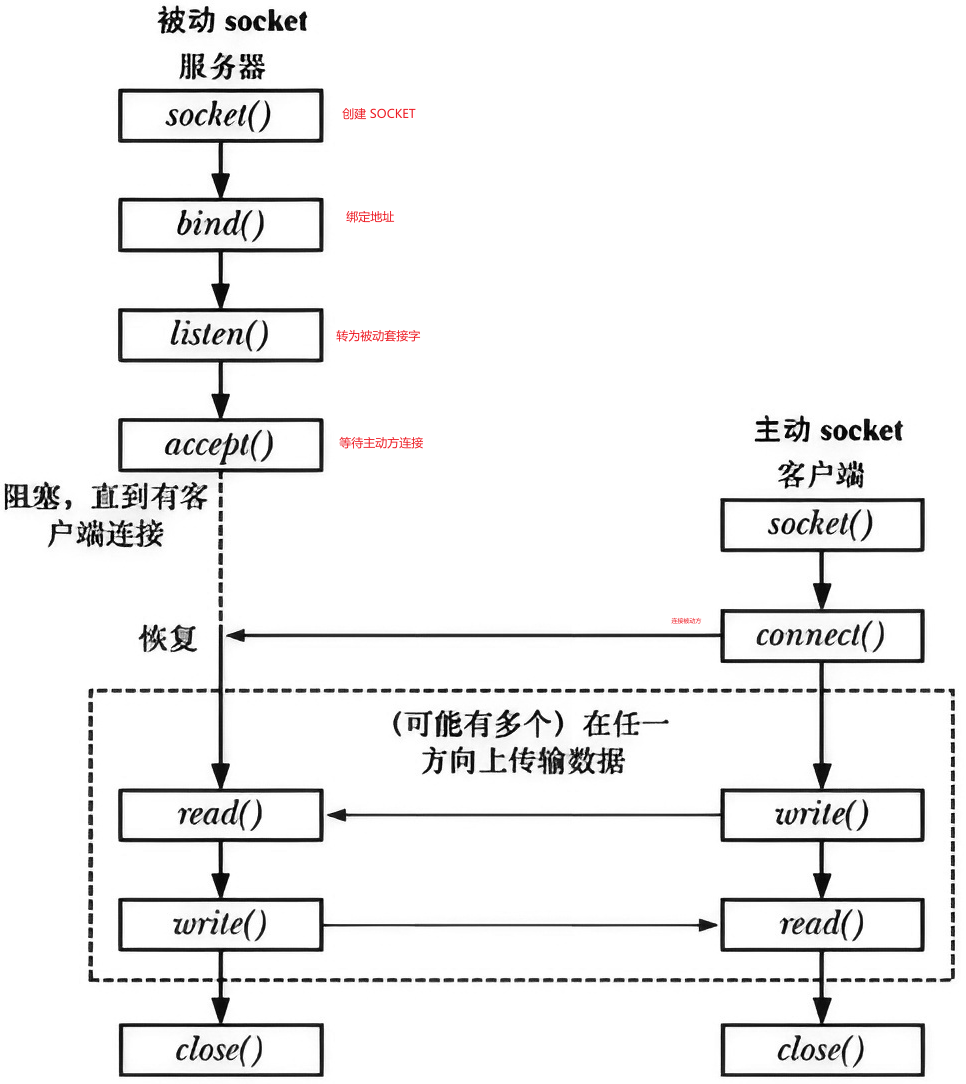 被动 socket
服务器
socket()
创建 SOCKET
bind()
绑定地址
listen()
转为被动套接字
accept()
等待主动方连接
阻塞，直到有客
户端连接
主动 socket
客户端
socket()
恢复
连接被动方
connect()
（可能有多个）在任一
方向上传输数据
read()
write()
write()
read()
close()
close()